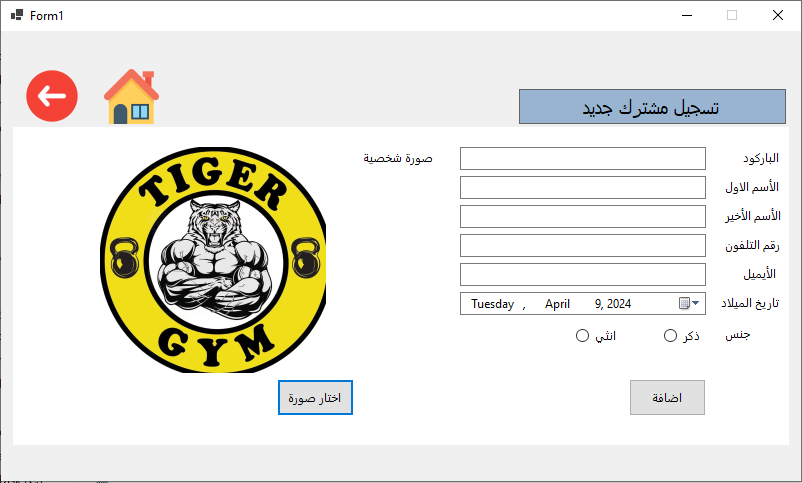 Form1
تسجيل مشترك جديد
الباركود
صورة شخصية
الأسم الاول
الأسم الأخير
رقم التلفون
الأيميل
تاريخ الميلاد
Tuesday , April 9, 2024
جنس
ذكر
انثي
TIGER
GYM
اضافة
اختار صورة